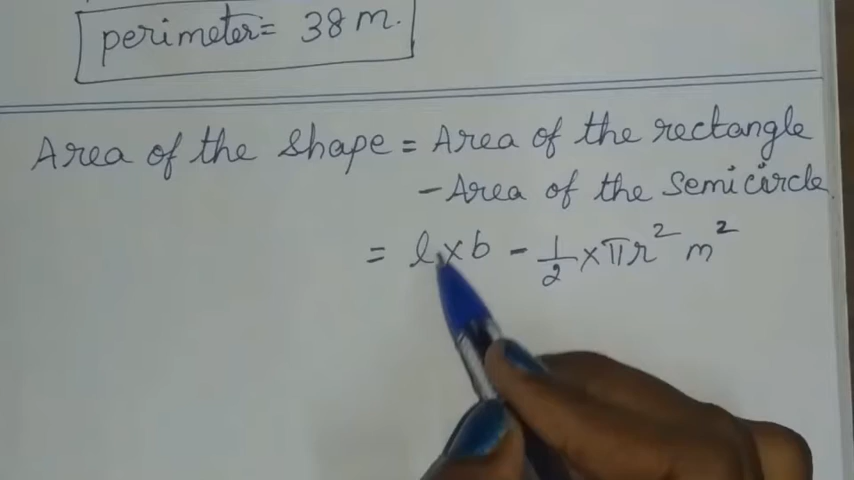 perimeter = 38 m.
Area of the shape = Area of the rectangle
- Area of the semicircle.
= l × b - 1/2 × πr² m²